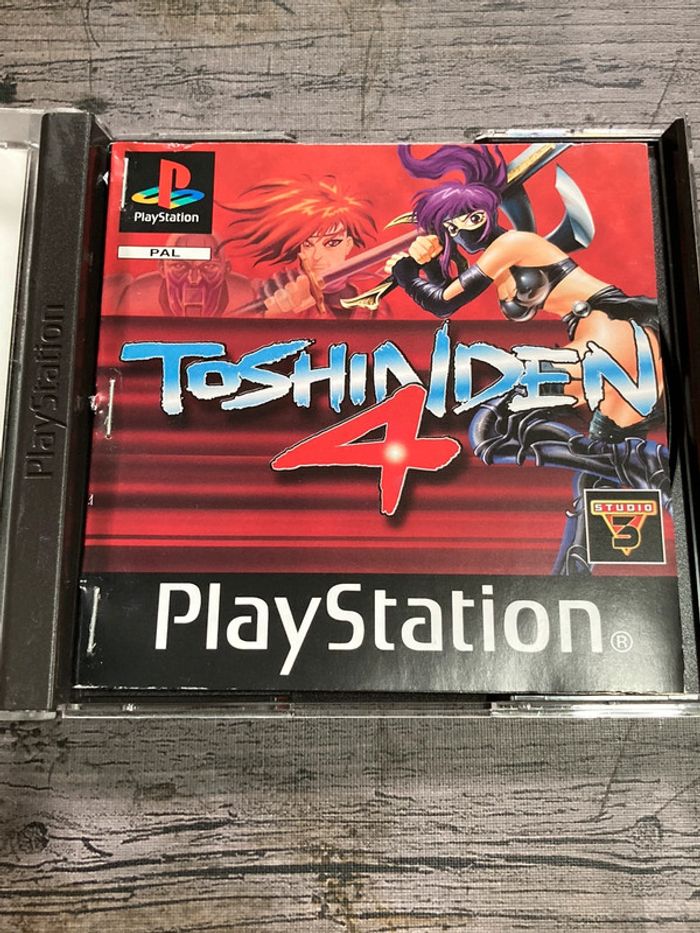 PlayStation
PAL
PlayStation
TOSHINDEN
4
STUDIO
3
PlayStation®